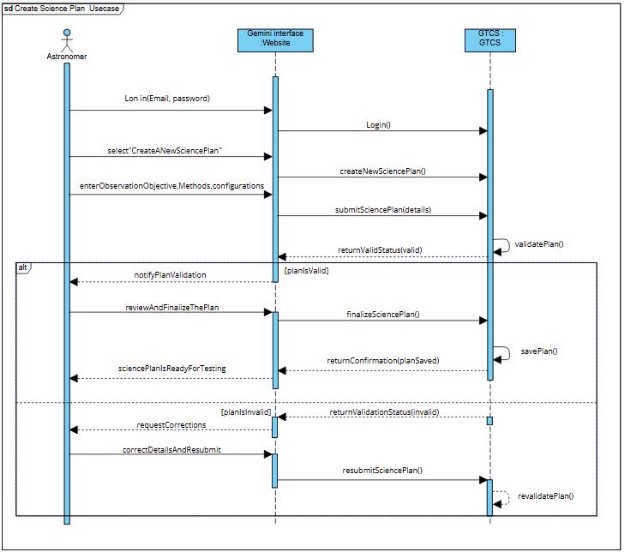 sd Create Science Plan Usecase
Astronomer
Gemini Interface
:Website
GTCS :
GTCS
Lon in(Email, password)
Login()
select"CreateANewSciencePlan"
createNewSciencePlan()
enterObservationObjective,Methods,configurations
submitSciencePlan(details)
validatePlan()
returnValidStatus(valid)
alt
[planIsValid]
notifyPlanValidation
reviewAndFinalizeThePlan
finalizeSciencePlan()
savePlan()
returnConfirmation(planSaved)
sciencePlanIsReadyForTesting
[planIsInvalid]
returnValidationStatus(invalid)
requestCorrections
correctDetailsAndResubmit
resubmitSciencePlan()
revalidatePlan()